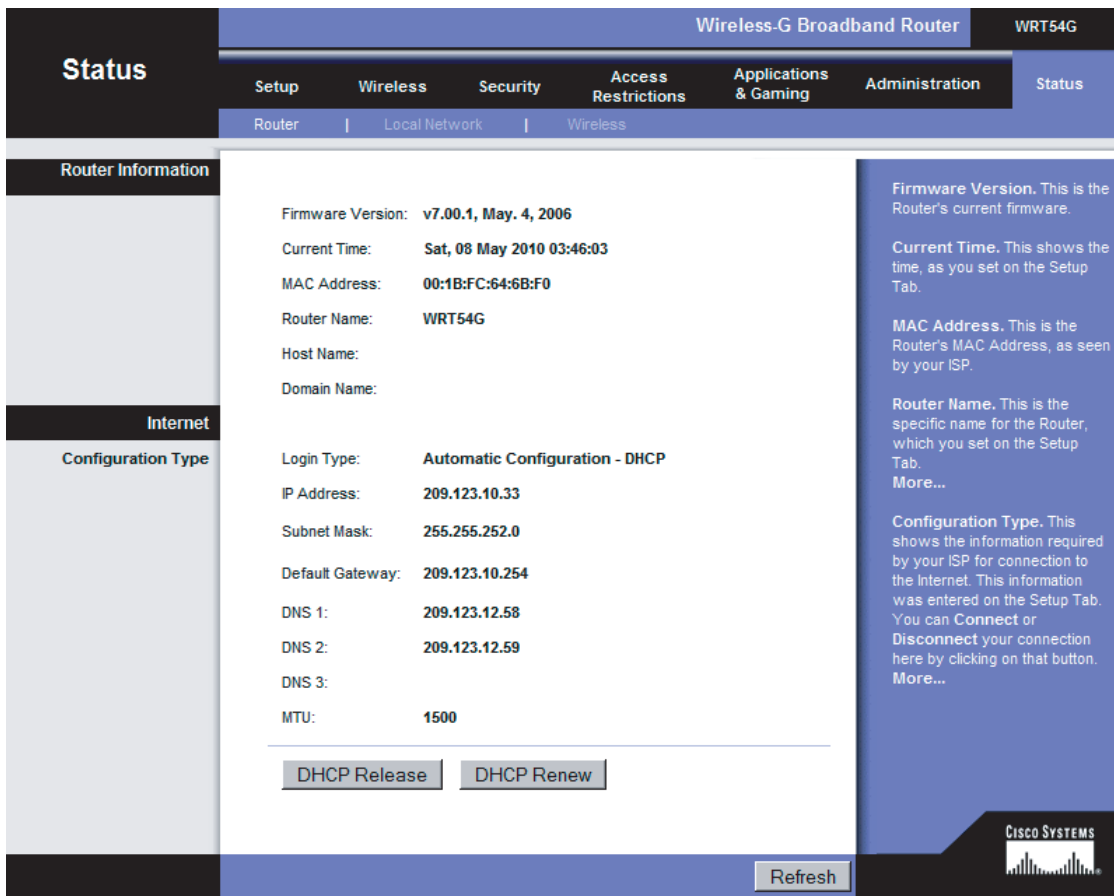 Wireless-G Broadband Router
WRT54G
Status
Setup
Wireless
Security
Access
Restrictions
Applications
& Gaming
Administration
Status
Router | Local Network | Wireless
Router Information
Firmware Version: v7.00.1, May. 4, 2006
Current Time: Sat, 08 May 2010 03:46:03
MAC Address: 00:1B:FC:64:6B:F0
Router Name: WRT54G
Host Name:
Domain Name:
Internet
Configuration Type
Login Type: Automatic Configuration - DHCP
IP Address: 209.123.10.33
Subnet Mask: 255.255.252.0
Default Gateway: 209.123.10.254
DNS 1: 209.123.12.58
DNS 2: 209.123.12.59
DNS 3:
MTU: 1500
DHCP Release
DHCP Renew
Firmware Version. This is the
Router's current firmware.
Current Time. This shows the
time, as you set on the Setup
Tab.
MAC Address. This is the
Router's MAC Address, as seen
by your ISP.
Router Name. This is the
specific name for the Router,
which you set on the Setup
Tab.
More...
Configuration Type. This
shows the information required
by your ISP for connection to
the Internet. This information
was entered on the Setup Tab.
You can Connect or
Disconnect your connection
here by clicking on that button.
More...
Refresh
CISCO SYSTEMS